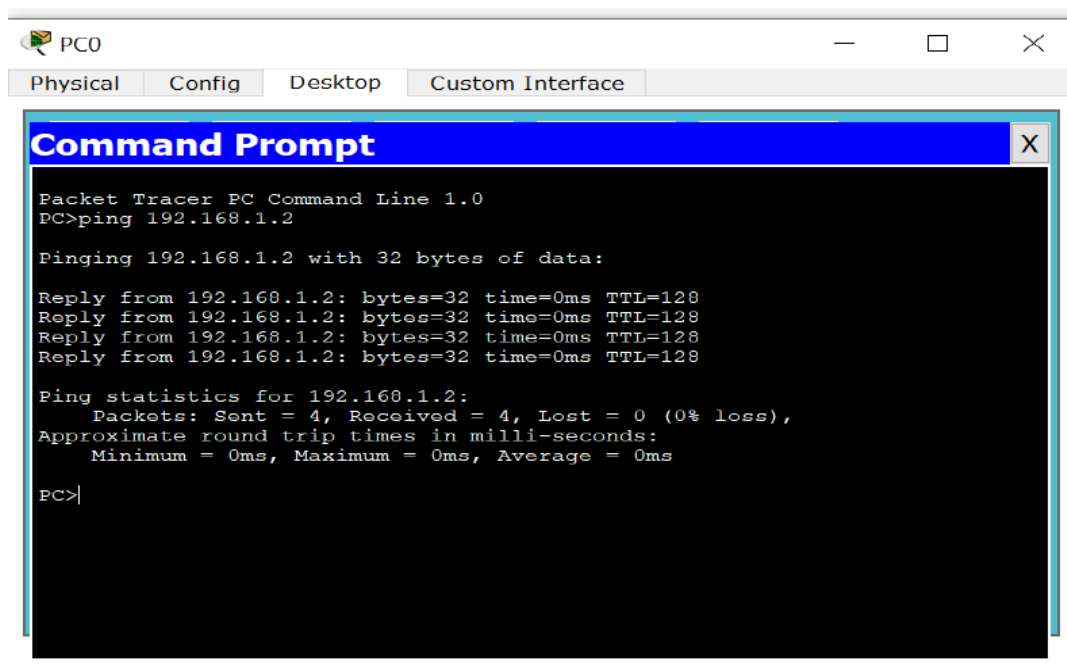 PC0
Physical Config Desktop Custom Interface
Command Prompt X
Packet Tracer PC Command Line 1.0
PC>ping 192.168.1.2
Pinging 192.168.1.2 with 32 bytes of data:
Reply from 192.168.1.2: bytes=32 time=0ms TTL=128
Reply from 192.168.1.2: bytes=32 time=0ms TTL=128
Reply from 192.168.1.2: bytes=32 time=0ms TTL=128
Reply from 192.168.1.2: bytes=32 time=0ms TTL=128
Ping statistics for 192.168.1.2:
Packets: Sent = 4, Received = 4, Lost = 0 (0% loss),
Approximate round trip times in milli-seconds:
Minimum = 0ms, Maximum = 0ms, Average = 0ms
PC>